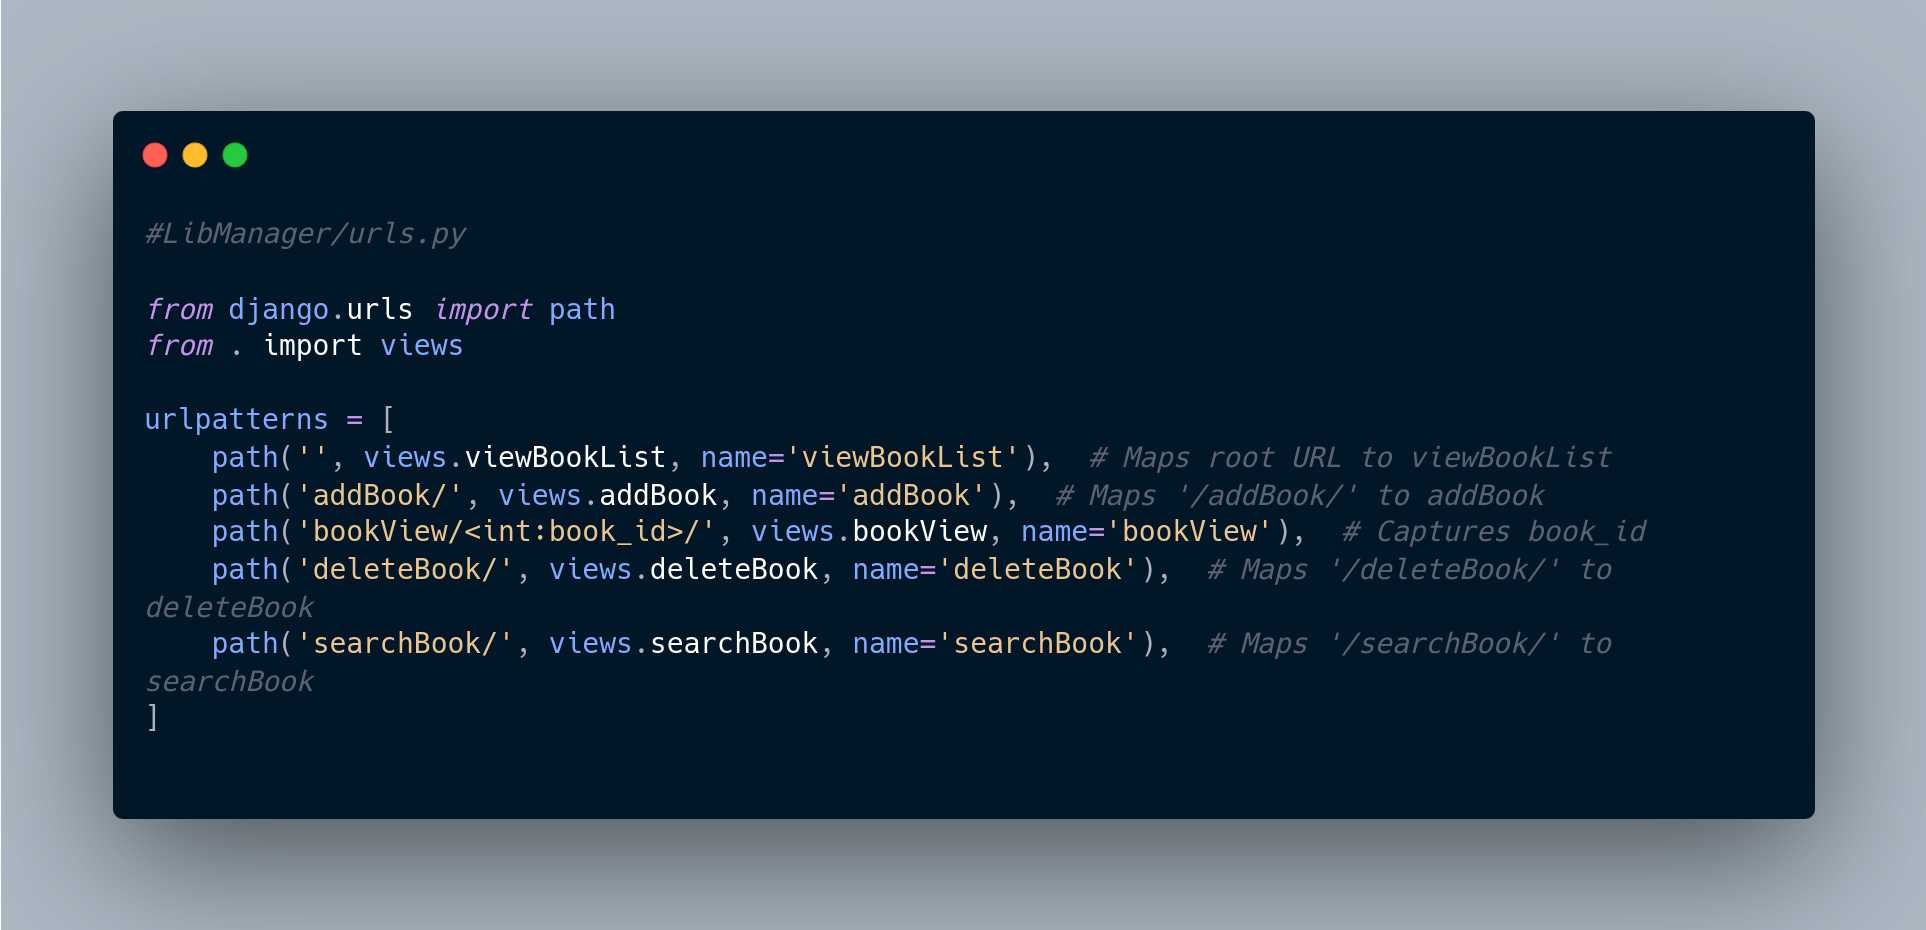 #LibManager/urls.py
from django.urls import path
from . import views
urlpatterns = [
    path('', views.viewBookList, name='viewBookList'),  # Maps root URL to viewBookList
    path('addBook/', views.addBook, name='addBook'),  # Maps '/addBook/' to addBook
    path('bookView/<int:book_id>/', views.bookView, name='bookView'),  # Captures book_id
    path('deleteBook/', views.deleteBook, name='deleteBook'),  # Maps '/deleteBook/' to
deleteBook
    path('searchBook/', views.searchBook, name='searchBook'),  # Maps '/searchBook/' to
searchBook
]